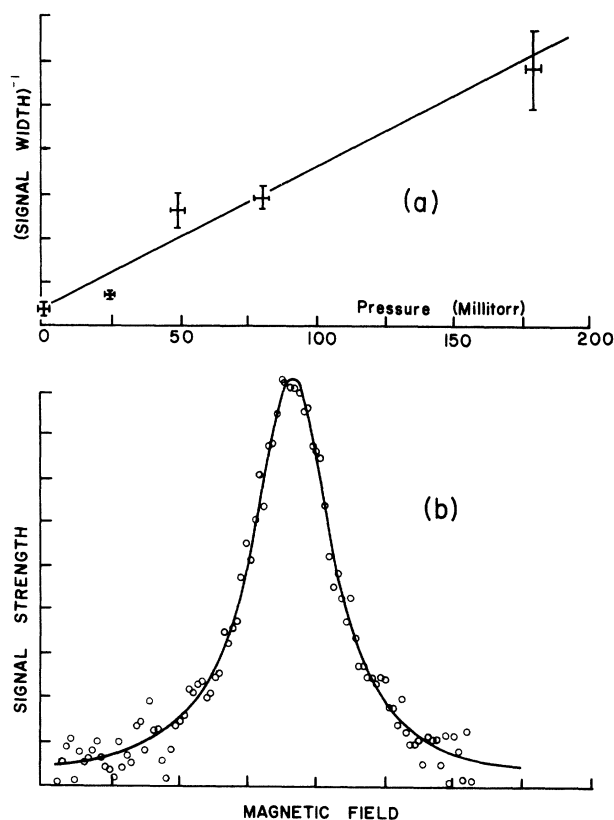 (SIGNAL WIDTH)⁻¹
(a)
Pressure (Millitorr)
0 50 100 150 200
(b)
SIGNAL STRENGTH
MAGNETIC FIELD